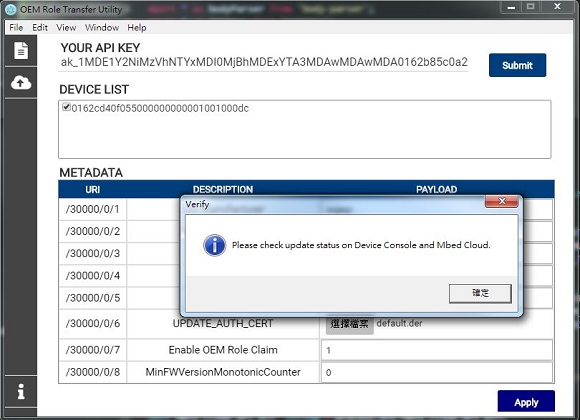 OEM Role Transfer Utility
File Edit View Window Help
YOUR API KEY
ak_1MDE1Y2NiMzVhNTYxMDI0MjBhMDExYTA3MDAwMDAwMDA0162b85c0a2
Submit
DEVICE LIST
0162cd40f05500000000000001001000dc
METADATA
URI DESCRIPTION PAYLOAD
/30000/0/1
/30000/0/2
/30000/0/3
/30000/0/4
/30000/0/5
/30000/0/6 UPDATE_AUTH_CERT 選擇檔案 default.der
/30000/0/7 Enable OEM Role Claim 1
/30000/0/8 MinFWVersionMonotonicCounter 0
Verify
Please check update status on Device Console and Mbed Cloud.
確定
Apply